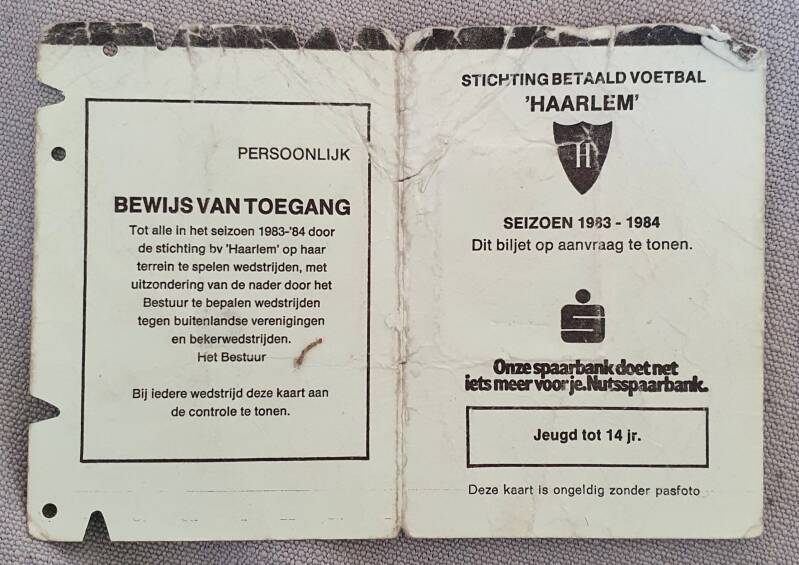 PERSOONLIJK
BEWIJS VAN TOEGANG
Tot alle in het seizoen 1983-'84 door
de stichting bv 'Haarlem' op haar
terrein te spelen wedstrijden, met
uitzondering van de nader door het
Bestuur te bepalen wedstrijden
tegen buitenlandse verenigingen
en bekerwedstrijden.
Het Bestuur
Bij iedere wedstrijd deze kaart aan
de controle te tonen.
STICHTING BETAALD VOETBAL
'HAARLEM'
H
SEIZOEN 1983 - 1984
Dit biljet op aanvraag te tonen.
Onze spaarbank doet net
iets meer voor je. Nutsspaarbank.
Jeugd tot 14 jr.
Deze kaart is ongeldig zonder pasfoto